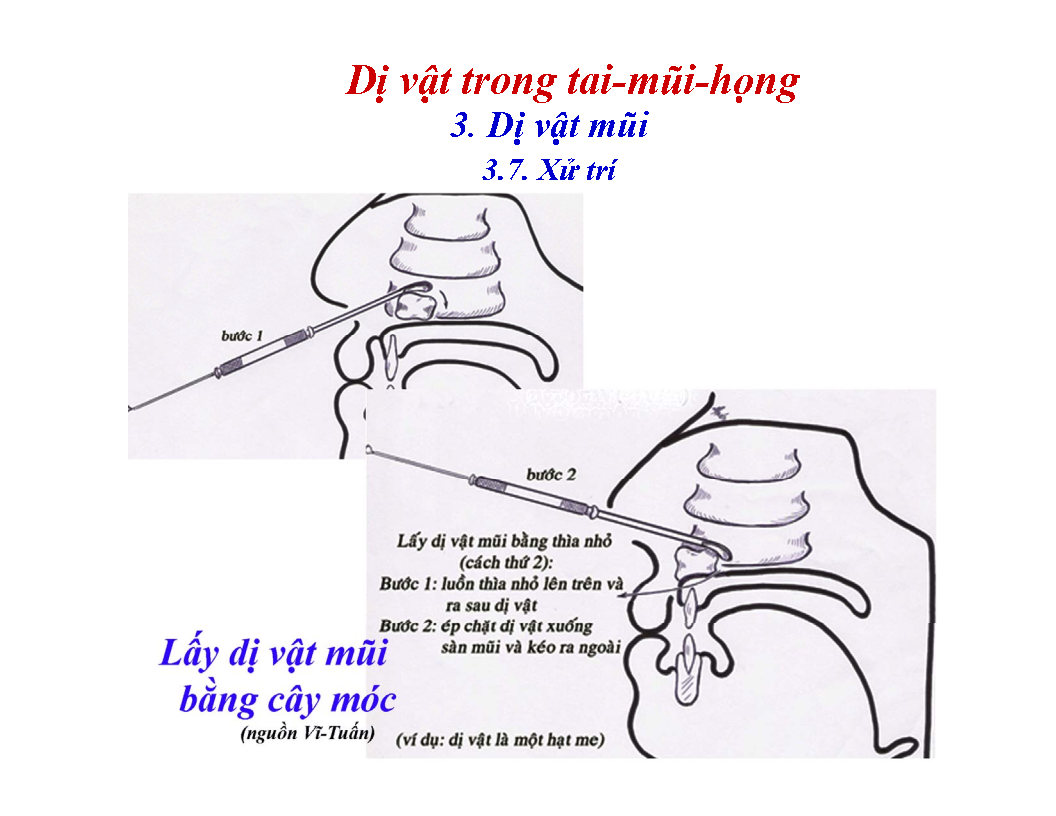 Dị vật trong tai-mũi-họng
3. Dị vật mũi
3.7. Xử trí
bước 1
bước 2
Lấy dị vật mũi bằng thìa nhỏ
(cách thứ 2):
Bước 1: luồn thìa nhỏ lên trên và
ra sau dị vật
Bước 2: ép chặt dị vật xuống
sàn mũi và kéo ra ngoài
(ví dụ: dị vật là một hạt me)
Lấy dị vật mũi
bằng cây móc
(nguồn Vĩ-Tuấn)